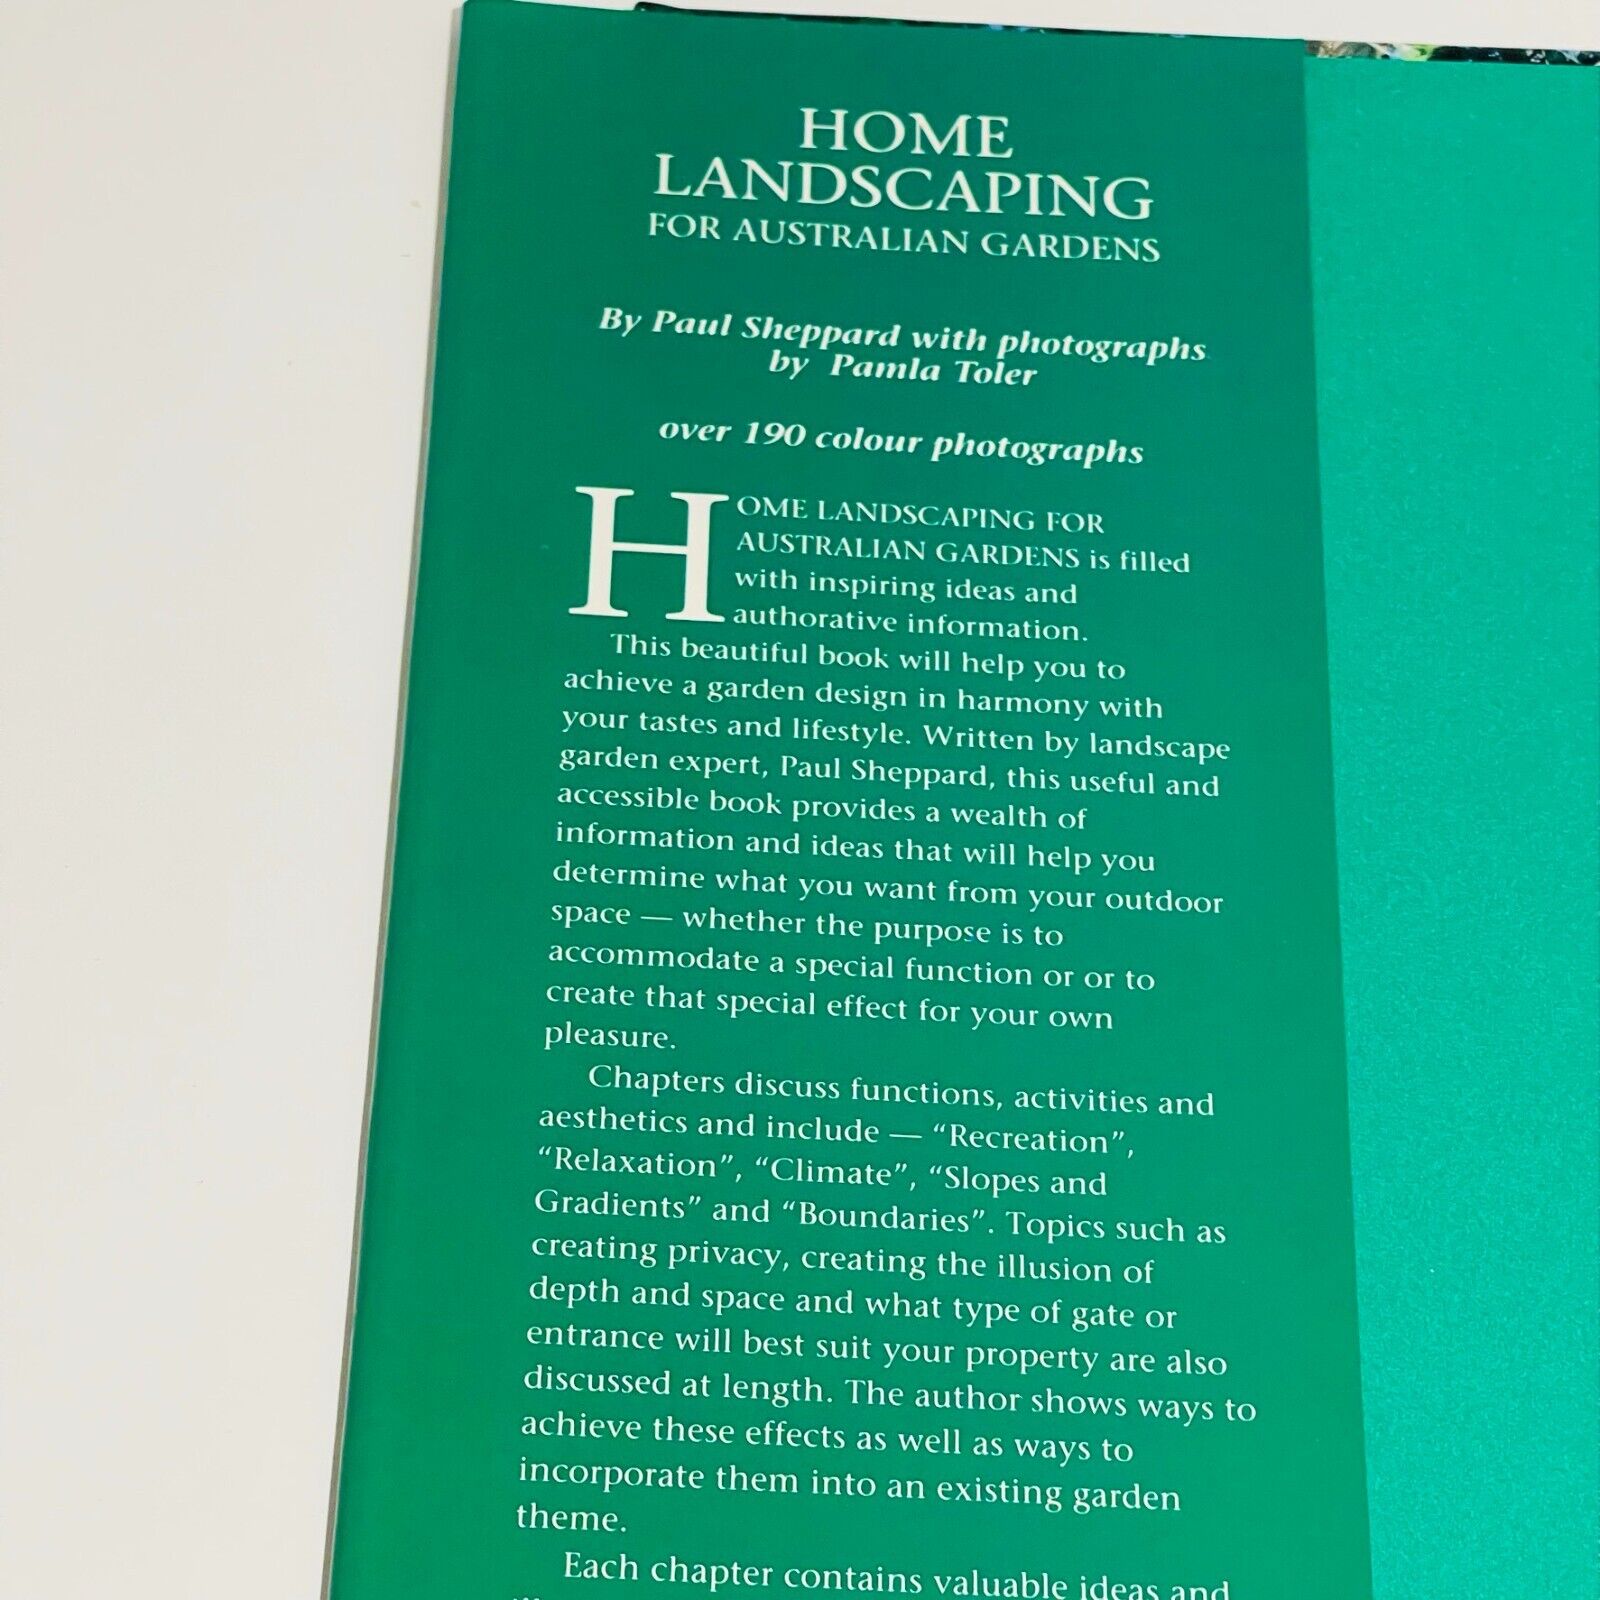 HOME
LANDSCAPING
FOR AUSTRALIAN GARDENS
By Paul Sheppard with photographs
by Pamla Toler
over 190 colour photographs
HOME LANDSCAPING FOR
AUSTRALIAN GARDENS is filled
with inspiring ideas and
authorative information.
This beautiful book will help you to
achieve a garden design in harmony with
your tastes and lifestyle. Written by landscape
garden expert, Paul Sheppard, this useful and
accessible book provides a wealth of
information and ideas that will help you
determine what you want from your outdoor
space — whether the purpose is to
accommodate a special function or or to
create that special effect for your own
pleasure.
Chapters discuss functions, activities and
aesthetics and include — “Recreation”,
“Relaxation”, “Climate”, “Slopes and
Gradients” and “Boundaries”. Topics such as
creating privacy, creating the illusion of
depth and space and what type of gate or
entrance will best suit your property are also
discussed at length. The author shows ways to
achieve these effects as well as ways to
incorporate them into an existing garden
theme.
Each chapter contains valuable ideas and